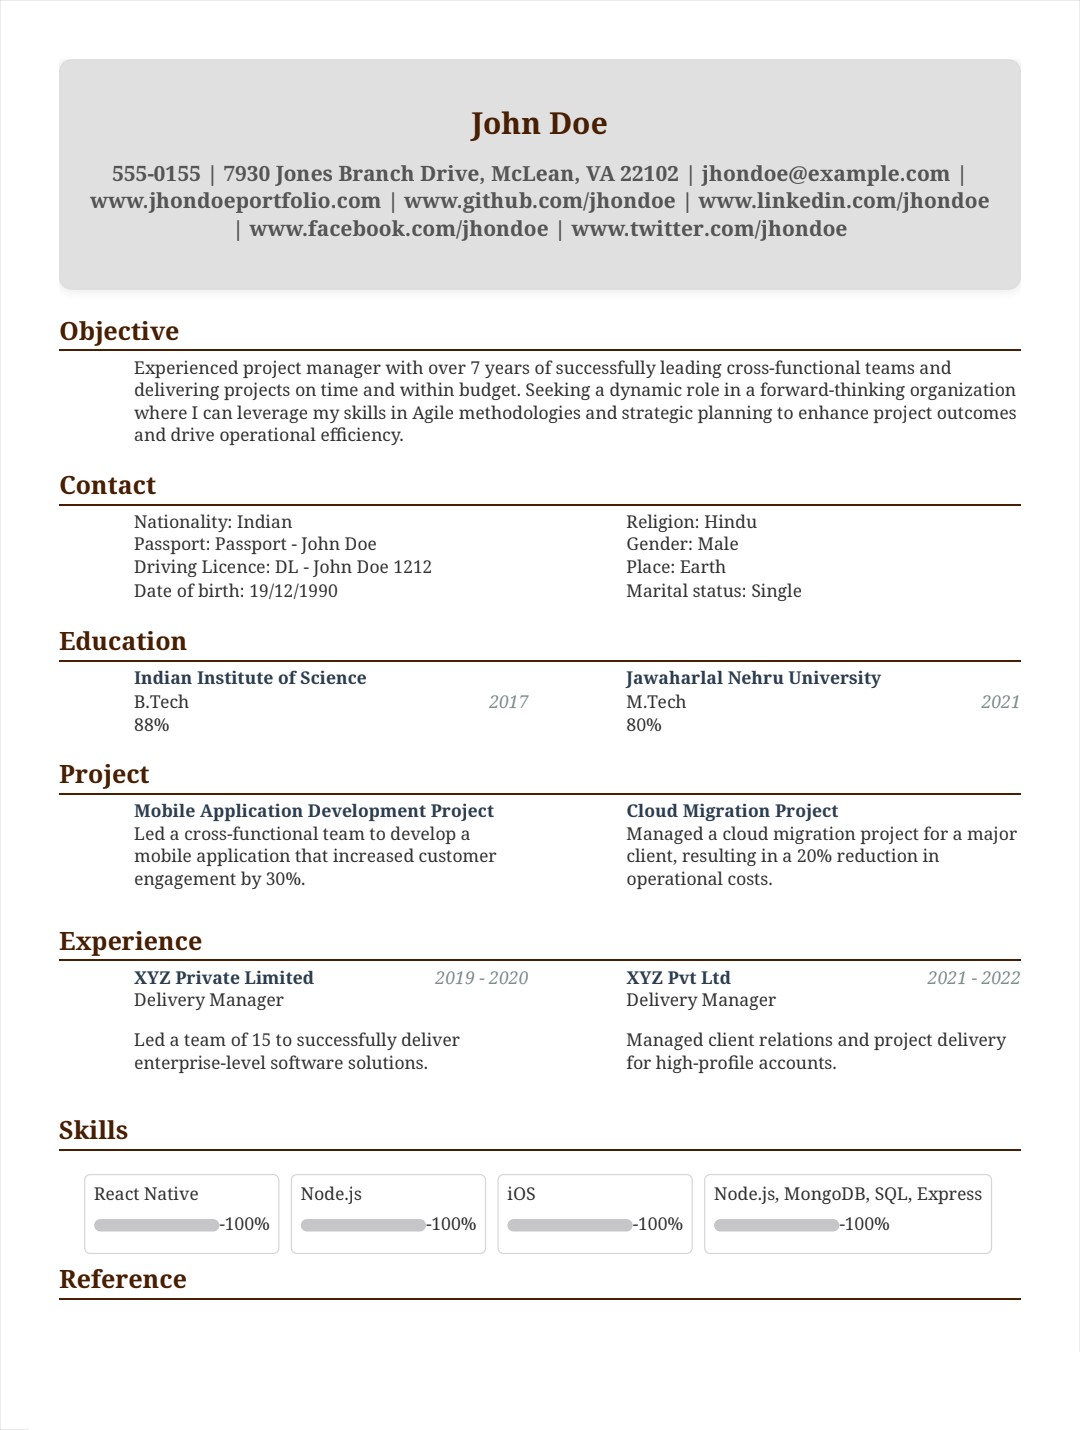 John Doe
555-0155 | 7930 Jones Branch Drive, McLean, VA 22102 | jhondoe@example.com |
www.jhondoeportfolio.com | www.github.com/jhondoe | www.linkedin.com/jhondoe
| www.facebook.com/jhondoe | www.twitter.com/jhondoe
Objective
Experienced project manager with over 7 years of successfully leading cross-functional teams and
delivering projects on time and within budget. Seeking a dynamic role in a forward-thinking organization
where I can leverage my skills in Agile methodologies and strategic planning to enhance project outcomes
and drive operational efficiency.
Contact
Nationality: Indian
Passport: Passport - John Doe
Driving Licence: DL - John Doe 1212
Date of birth: 19/12/1990
Religion: Hindu
Gender: Male
Place: Earth
Marital status: Single
Education
Indian Institute of Science
B.Tech 2017
88%
Jawaharlal Nehru University
M.Tech 2021
80%
Project
Mobile Application Development Project
Led a cross-functional team to develop a
mobile application that increased customer
engagement by 30%.
Cloud Migration Project
Managed a cloud migration project for a major
client, resulting in a 20% reduction in
operational costs.
Experience
XYZ Private Limited 2019 - 2020
Delivery Manager
Led a team of 15 to successfully deliver
enterprise-level software solutions.
XYZ Pvt Ltd 2021 - 2022
Delivery Manager
Managed client relations and project delivery
for high-profile accounts.
Skills
React Native
-100%
Node.js
-100%
iOS
-100%
Node.js, MongoDB, SQL, Express
-100%
Reference